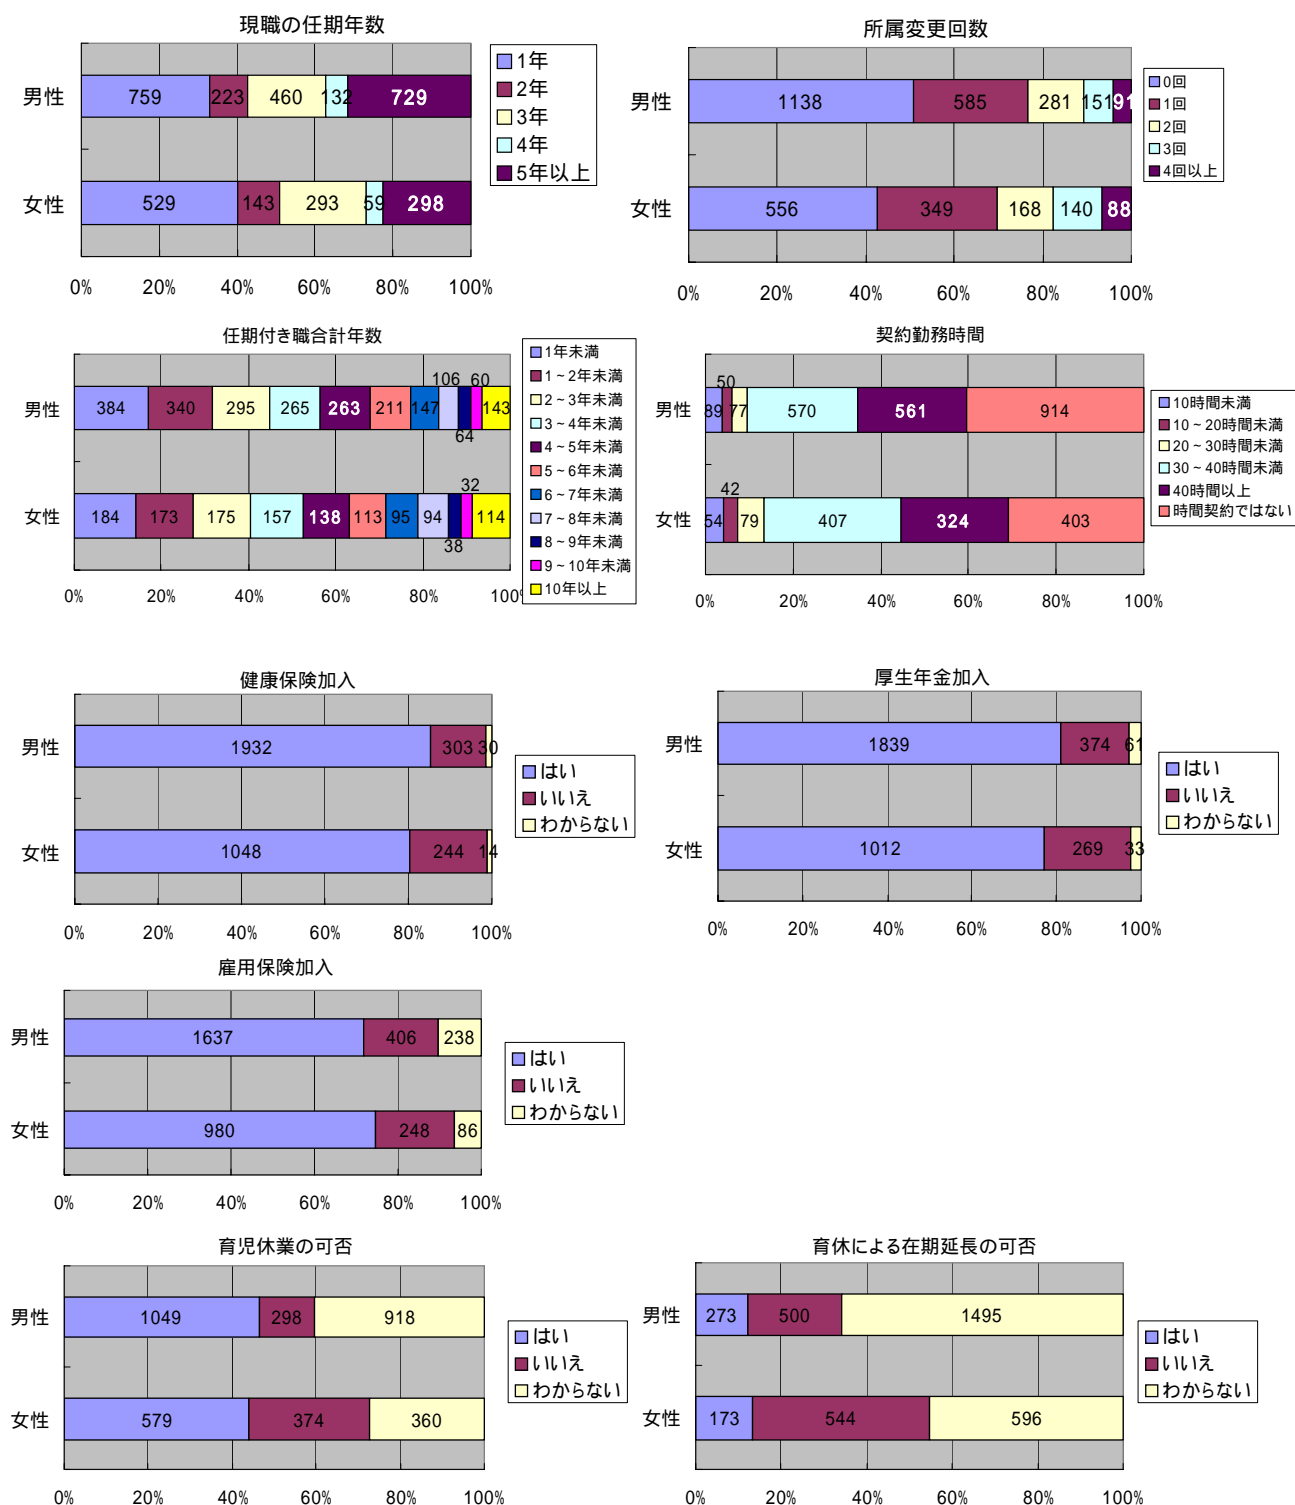 現職の任期年数
男性
759 223 460 132 729
女性
529 143 293 59 298
0% 20% 40% 60% 80% 100%
1年
2年
3年
4年
5年以上
所属変更回数
男性
1138 585 281 151 91
女性
556 349 168 140 88
0% 20% 40% 60% 80% 100%
0回
1回
2回
3回
4回以上
任期付き職合計年数
男性
384 340 295 265 263 211 147 106 64 60 143
女性
184 173 175 157 138 113 95 94 38 32 114
0% 20% 40% 60% 80% 100%
1年未満
1~2年未満
2~3年未満
3~4年未満
4~5年未満
5~6年未満
6~7年未満
7~8年未満
8~9年未満
9~10年未満
10年以上
契約勤務時間
男性
89 50 77 570 561 914
女性
54 42 79 407 324 403
0% 20% 40% 60% 80% 100%
10時間未満
10~20時間未満
20~30時間未満
30~40時間未満
40時間以上
時間契約ではない
健康保険加入
男性
1932 303 30
女性
1048 244 14
0% 20% 40% 60% 80% 100%
はい
いいえ
わからない
厚生年金加入
男性
1839 374 61
女性
1012 269 33
0% 20% 40% 60% 80% 100%
はい
いいえ
わからない
雇用保険加入
男性
1637 406 238
女性
980 248 86
0% 20% 40% 60% 80% 100%
はい
いいえ
わからない
育児休業の可否
男性
1049 298 918
女性
579 374 360
0% 20% 40% 60% 80% 100%
はい
いいえ
わからない
育休による在期延長の可否
男性
273 500 1495
女性
173 544 596
0% 20% 40% 60% 80% 100%
はい
いいえ
わからない